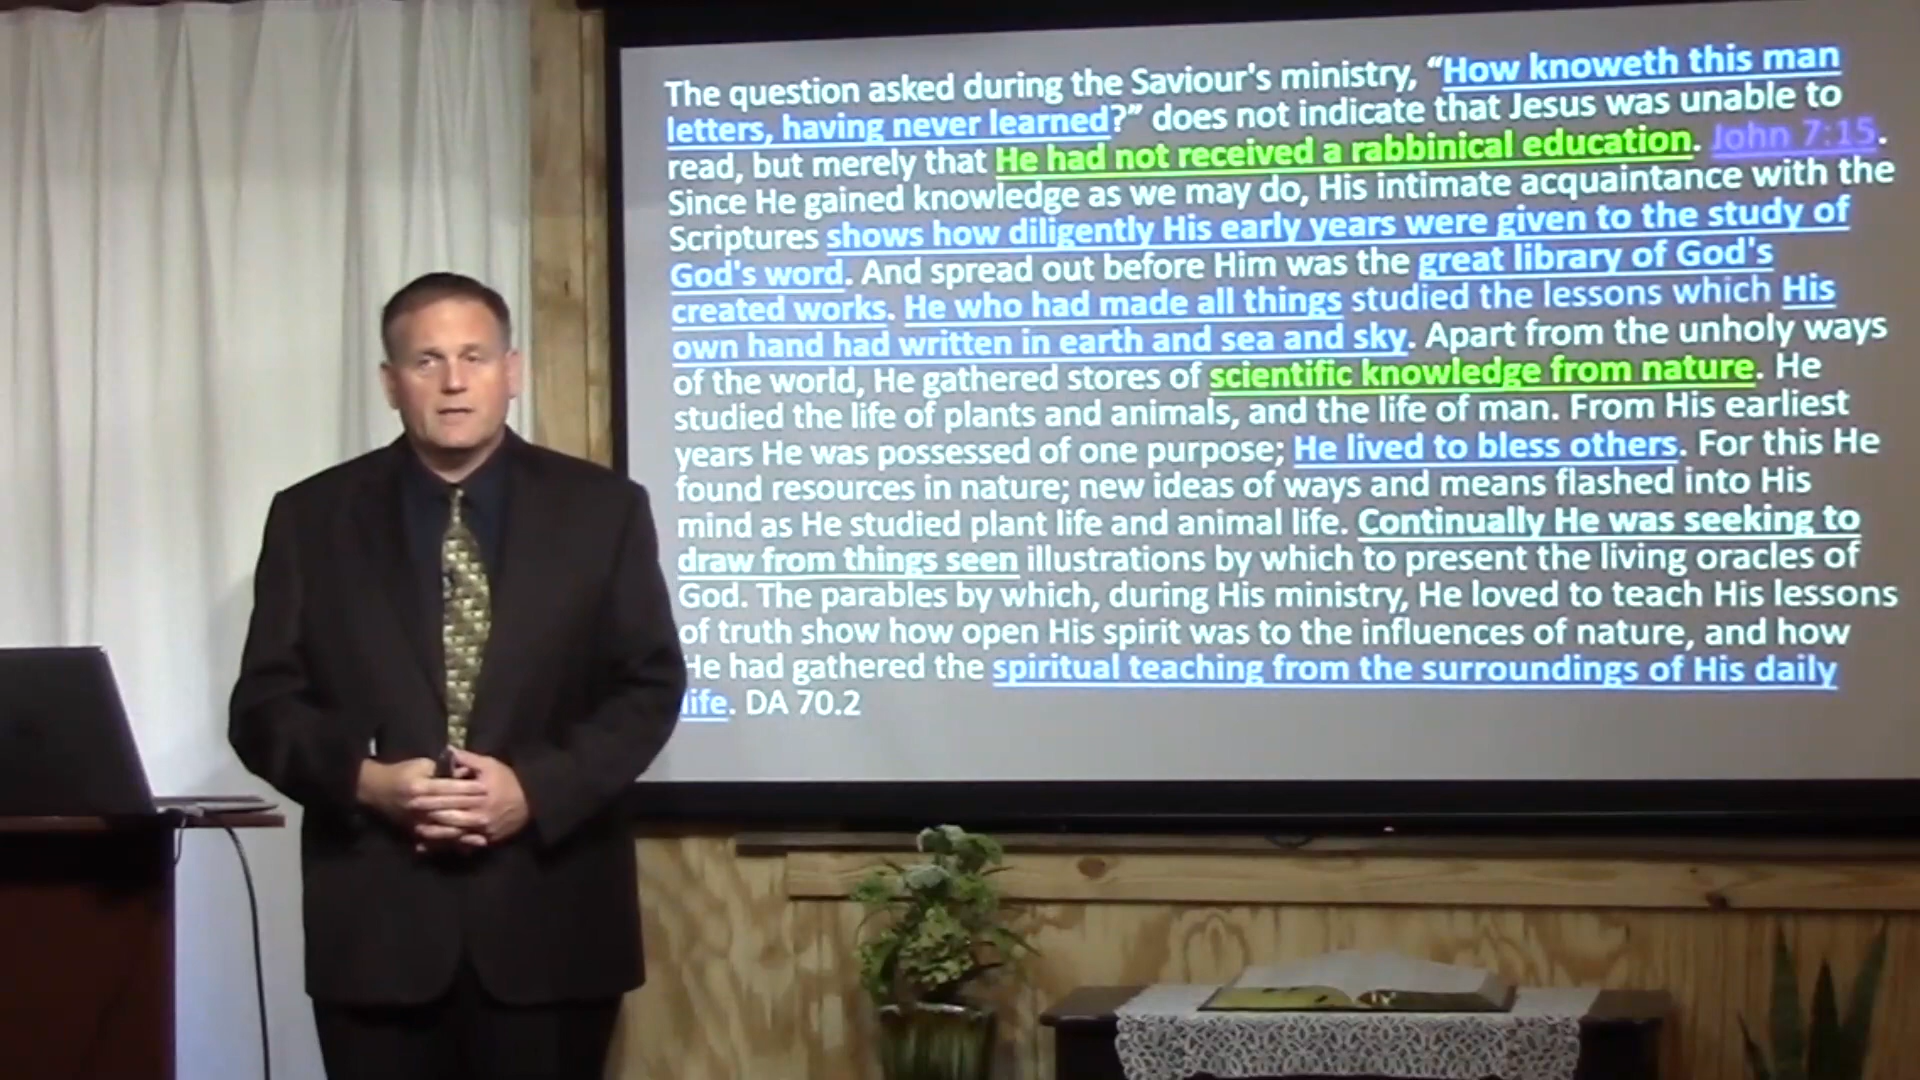 The question asked during the Saviour's ministry, “How knoweth this man
letters, having never learned?” does not indicate that Jesus was unable to
read, but merely that He had not received a rabbinical education. John 7:15.
Since He gained knowledge as we may do, His intimate acquaintance with the
Scriptures shows how diligently His early years were given to the study of
God's word. And spread out before Him was the great library of God's
created works. He who had made all things studied the lessons which His
own hand had written in earth and sea and sky. Apart from the unholy ways
of the world, He gathered stores of scientific knowledge from nature. He
studied the life of plants and animals, and the life of man. From His earliest
years He was possessed of one purpose; He lived to bless others. For this He
found resources in nature; new ideas of ways and means flashed into His
mind as He studied plant life and animal life. Continually He was seeking to
draw from things seen illustrations by which to present the living oracles of
God. The parables by which, during His ministry, He loved to teach His lessons
of truth show how open His spirit was to the influences of nature, and how
He had gathered the spiritual teaching from the surroundings of His daily
life. DA 70.2